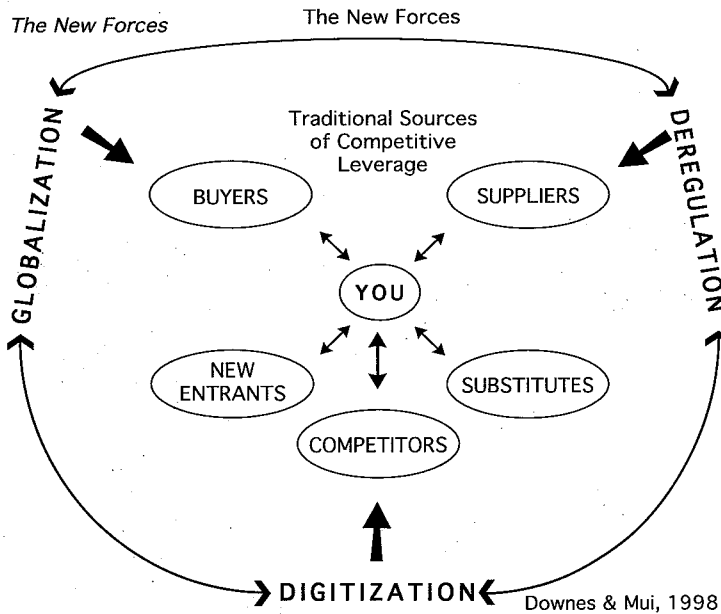 The New Forces
The New Forces
Traditional Sources
of Competitive
Leverage
GLOBALIZATION
DEREGULATION
BUYERS
SUPPLIERS
YOU
NEW
ENTRANTS
SUBSTITUTES
COMPETITORS
DIGITIZATION
Downes & Mui, 1998